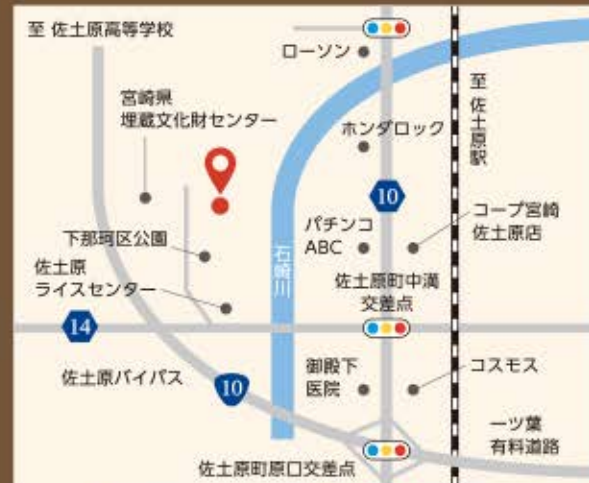 至 佐土原高等学校
ローソン
宮崎県
埋蔵文化財センター
至 佐土原駅
ホンダロック
10
コープ宮崎
佐土原店
パチンコ
ABC
下那珂区公園
石崎川
佐土原
ライスセンター
佐土原町中溝
交差点
14
佐土原バイパス
10
御殿下
医院
コスモス
一ツ葉
有料道路
佐土原町原口交差点